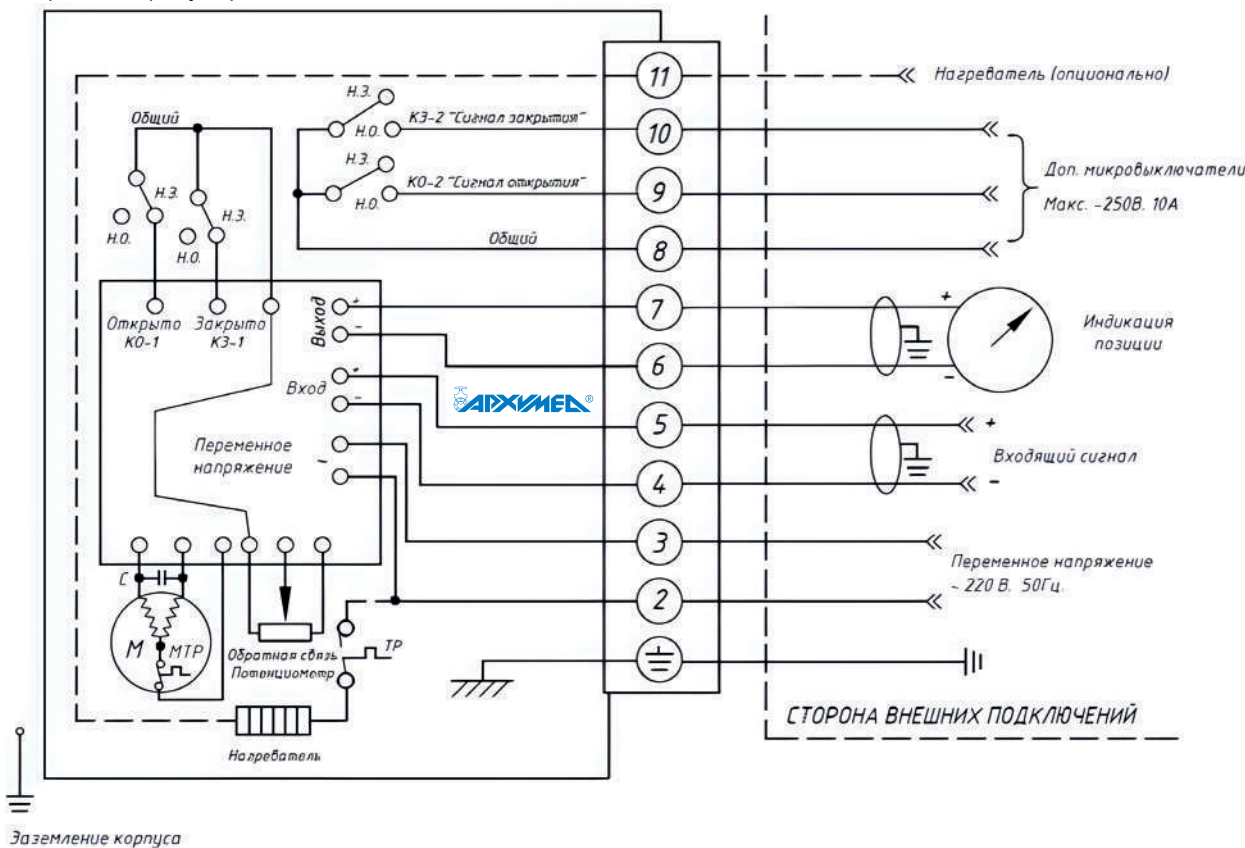 11
Нагреватель (опционально)
Н.З.
КЗ-2 "Сигнал закрытия"
Н.О.
10
Общий
Н.З.
КО-2 "Сигнал открытия"
Н.О.
9
Доп. микровыключатели
Макс. ~250В. 10А
Н.З.
Н.О.
Н.З.
Н.О.
Общий
8
Открыто
КО-1
Закрыто
КЗ-1
Выход
+
-
7
+
Индикация
позиции
6
-
Вход
+
-
АРХИМЕД®
5
+
Входящий сигнал
4
-
Переменное
напряжение
~
3
Переменное напряжение
~ 220 В. 50Гц.
2
С
М
МТР
Обратная связь
Потенциометр
ТР
Нагреватель
СТОРОНА ВНЕШНИХ ПОДКЛЮЧЕНИЙ
Заземление корпуса